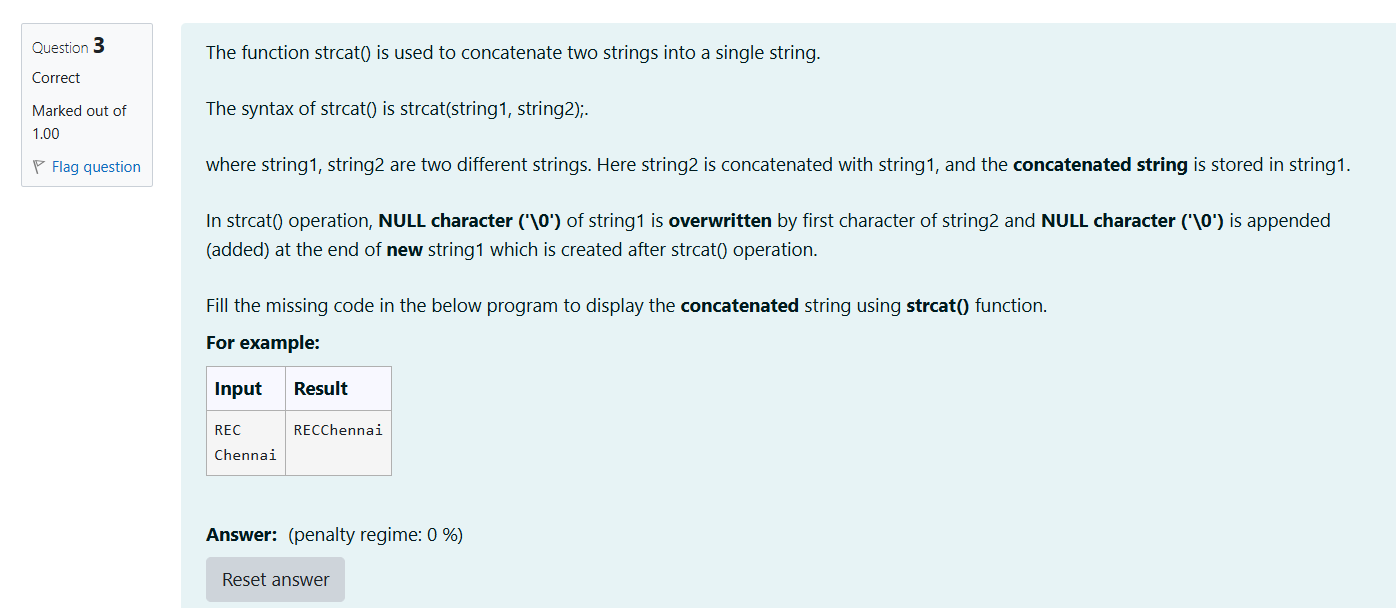 Question 3
Correct
Marked out of
1.00
Flag question
The function strcat() is used to concatenate two strings into a single string.
The syntax of strcat() is strcat(string1, string2);.
where string1, string2 are two different strings. Here string2 is concatenated with string1, and the concatenated string is stored in string1.
In strcat() operation, NULL character ('\0') of string1 is overwritten by first character of string2 and NULL character ('\0') is appended
(added) at the end of new string1 which is created after strcat() operation.
Fill the missing code in the below program to display the concatenated string using strcat() function.
For example:
Input Result
REC RECChennai
Chennai
Answer: (penalty regime: 0 %)
Reset answer